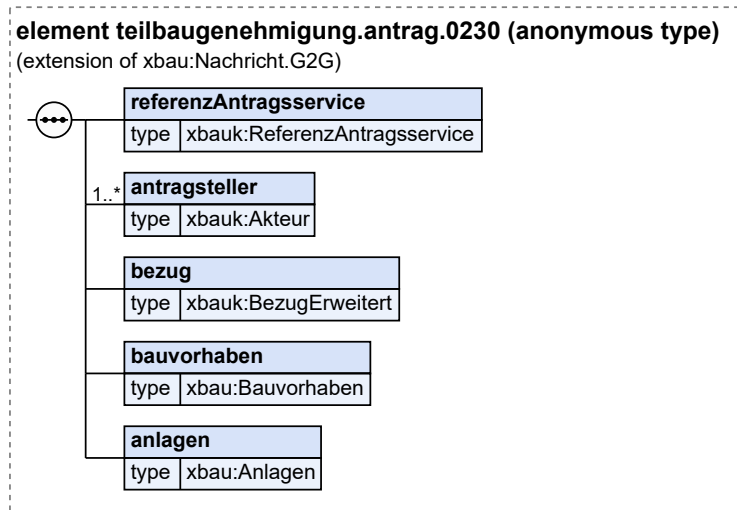 element teilbaugenehmigung.antrag.0230 (anonymous type)
(extension of xbau:Nachricht.G2G)
referenzAntragsservice
type xbauk:ReferenzAntragsservice
1..* antragsteller
type xbauk:Akteur
bezug
type xbauk:BezugErweitert
bauvorhaben
type xbau:Bauvorhaben
anlagen
type xbau:Anlagen